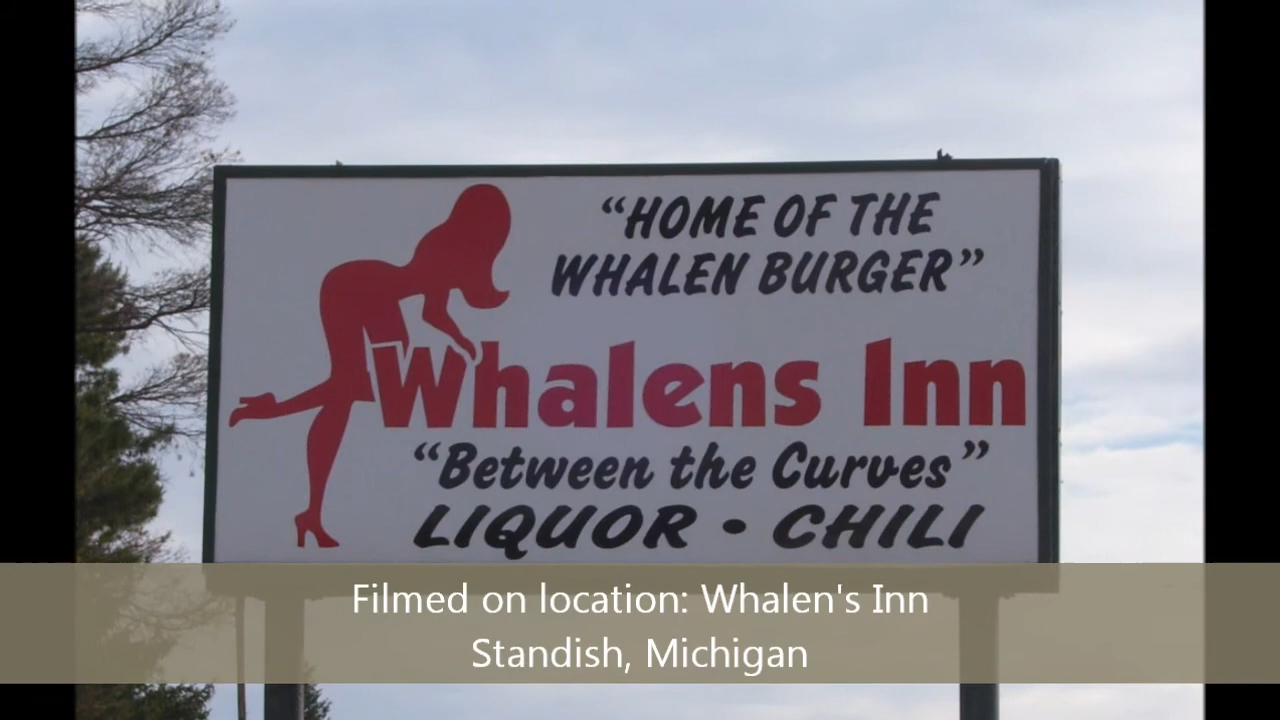 “HOME OF THE
WHALEN BURGER”
Whalens Inn
“Between the Curves”
LIQUOR • CHILI
Filmed on location: Whalen's Inn
Standish, Michigan